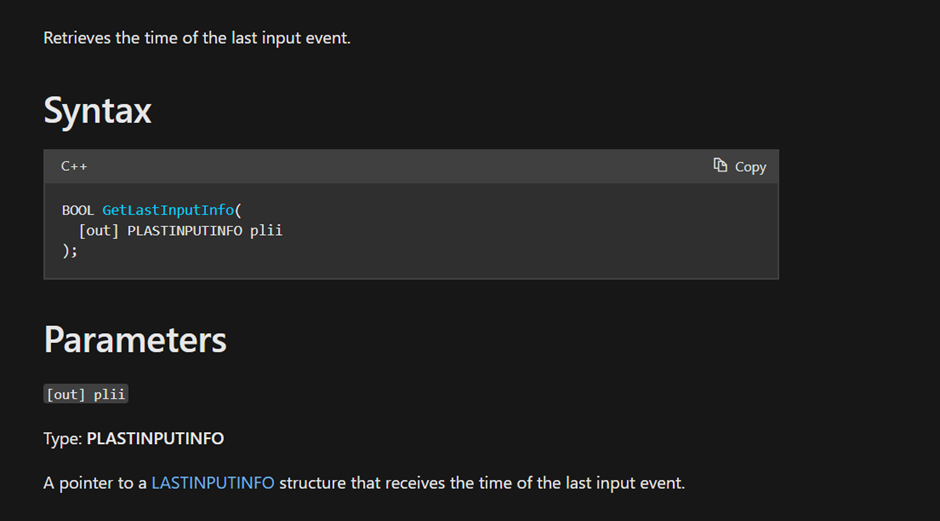 Retrieves the time of the last input event.
Syntax
C++
Copy
BOOL GetLastInputInfo(
  [out] PLASTINPUTINFO plii
);
Parameters
[out] plii
Type: PLASTINPUTINFO
A pointer to a LASTINPUTINFO structure that receives the time of the last input event.